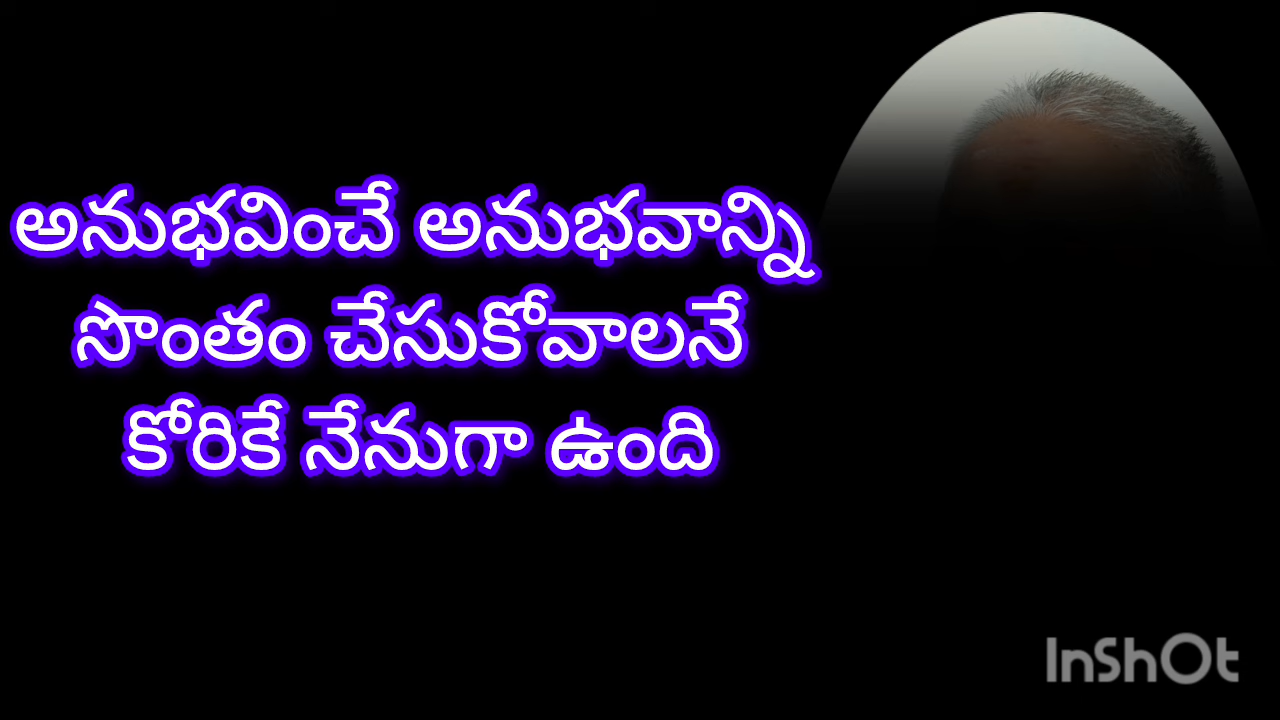 అనుభవించే అనుభవాన్ని
సొంతం చేసుకోవాలనే
కోరికే నేనుగా ఉంది
InShOt